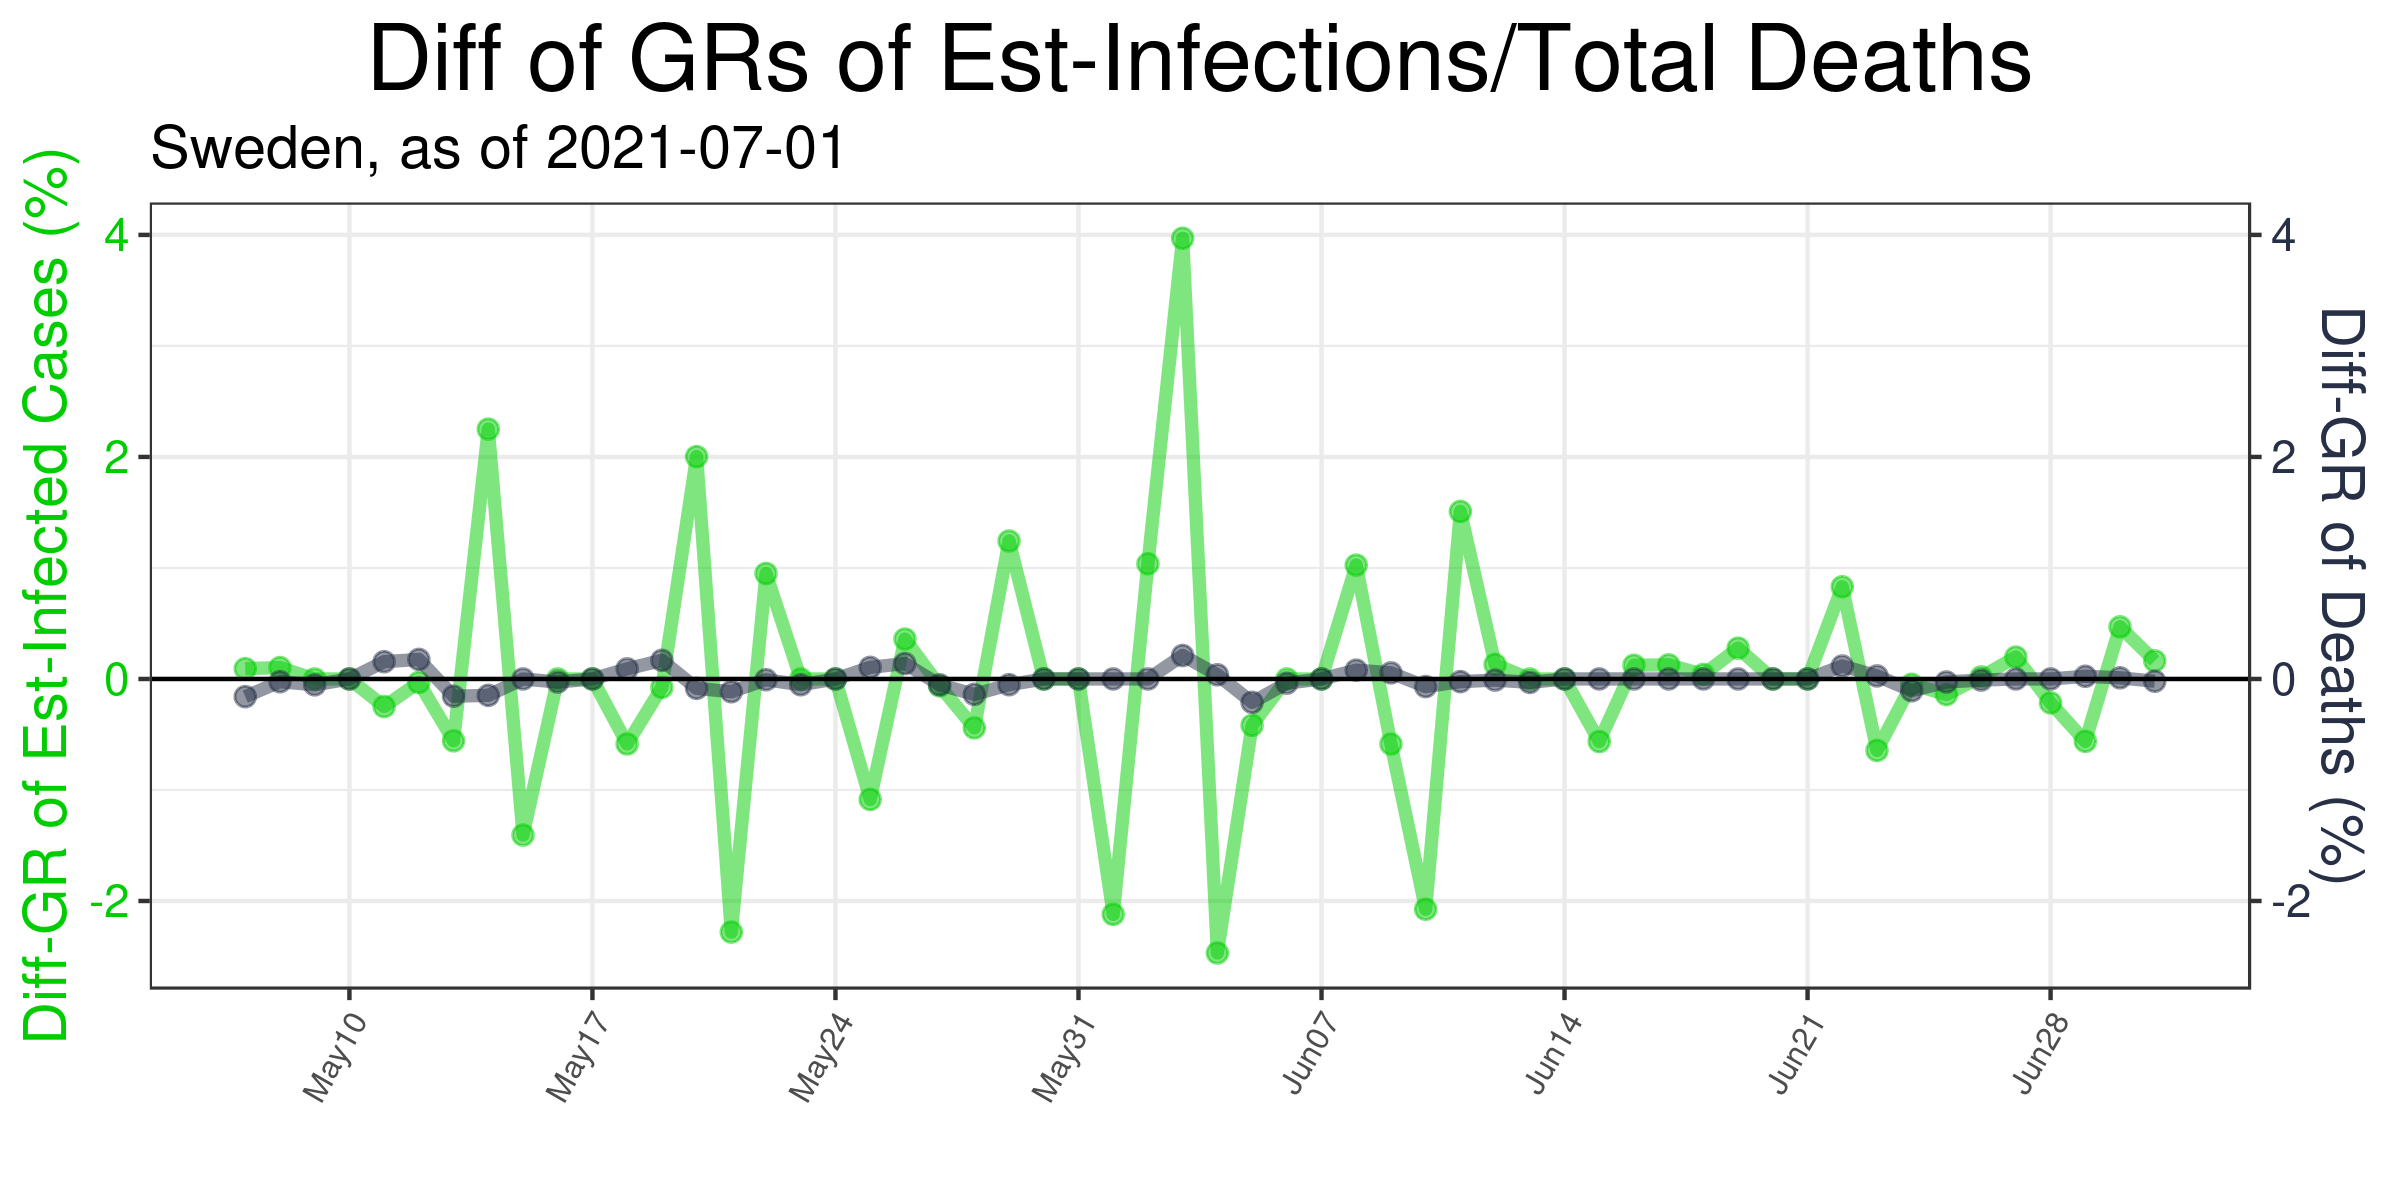 Diff of GRs of Est-Infections/Total Deaths
Sweden, as of 2021-07-01
Diff-GR of Est-Infected Cases (%)
4
2
0
-2
4
2
0
-2
Diff-GR of Deaths (%)
May10
May17
May24
May31
Jun07
Jun14
Jun21
Jun28